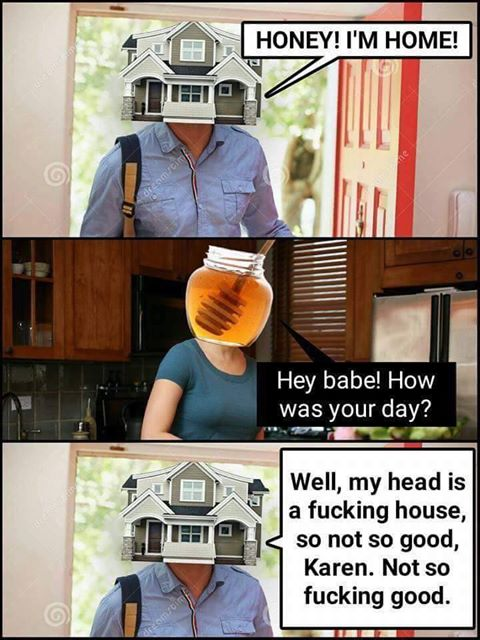 HONEY! I'M HOME!
Hey babe! How
was your day?
Well, my head is
a fucking house,
so not so good,
Karen. Not so
fucking good.